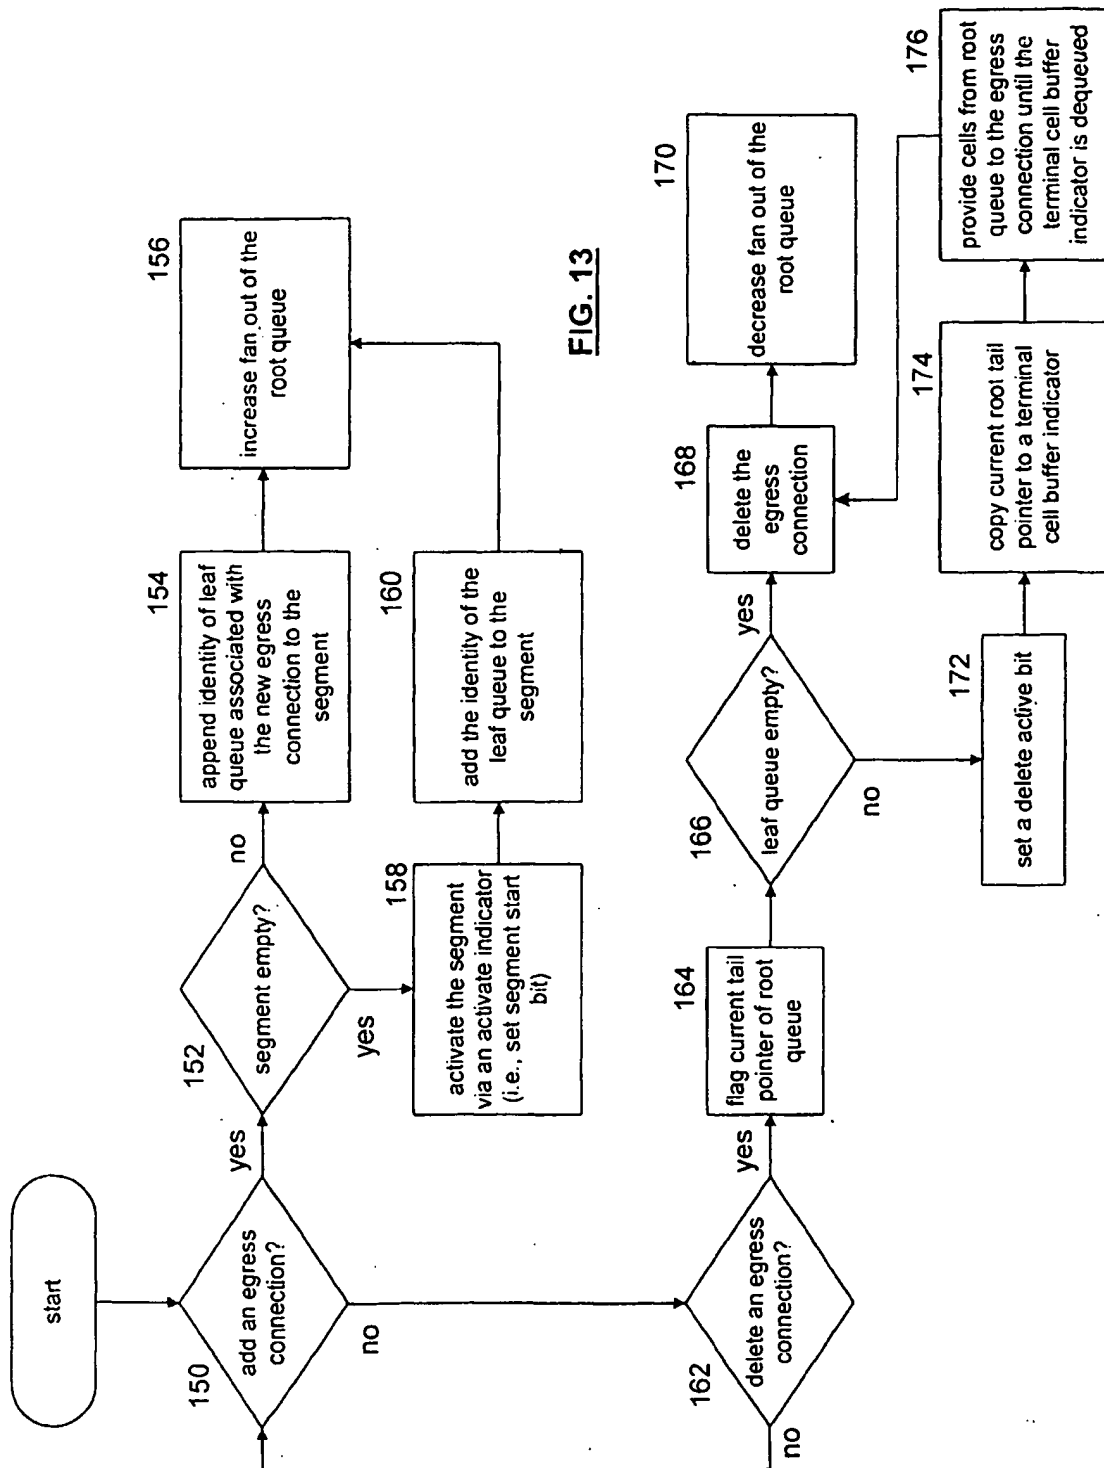 start
150
add an egress
connection?
yes
no
152
segment empty?
no
yes
154
append identity of leaf
queue associated with
the new egress
connection to the
segment
156
increase fan out of the
root queue
158
activate the segment
via an activate indicator
(i.e., set segment start
bit)
160
add the identity of the
leaf queue to the
segment
FIG. 13
162
delete an egress
connection?
yes
no
164
flag current tail
pointer of root
queue
166
leaf queue empty?
yes
no
168
delete the
egress
connection
170
decrease fan out of the
root queue
172
set a delete active bit
174
copy current root tail
pointer to a terminal
cell buffer indicator
176
provide cells from root
queue to the egress
connection until the
terminal cell buffer
indicator is dequeued